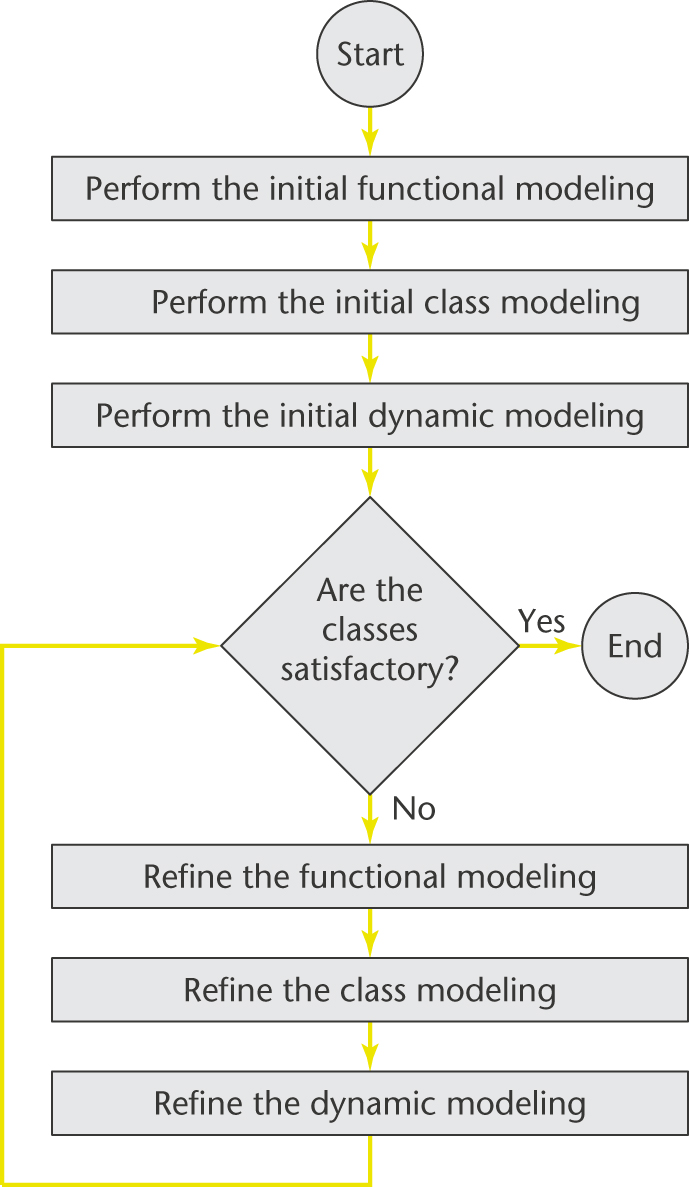 Start
Perform the initial functional modeling
Perform the initial class modeling
Perform the initial dynamic modeling
Are the
classes
satisfactory?
Yes
End
No
Refine the functional modeling
Refine the class modeling
Refine the dynamic modeling